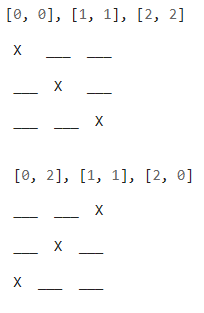 [0, 0], [1, 1], [2, 2]
X ___ ___
___ X ___
___ ___ X
[0, 2], [1, 1], [2, 0]
___ ___ X
___ X ___
X ___ ___